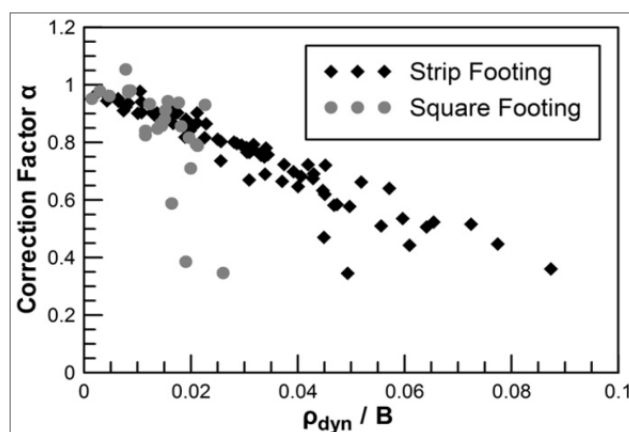 1.2
1
0.8
0.6
0.4
0.2
0
Correction Factor α
Strip Footing
Square Footing
0 0.02 0.04 0.06 0.08 0.1
ρdyn / B